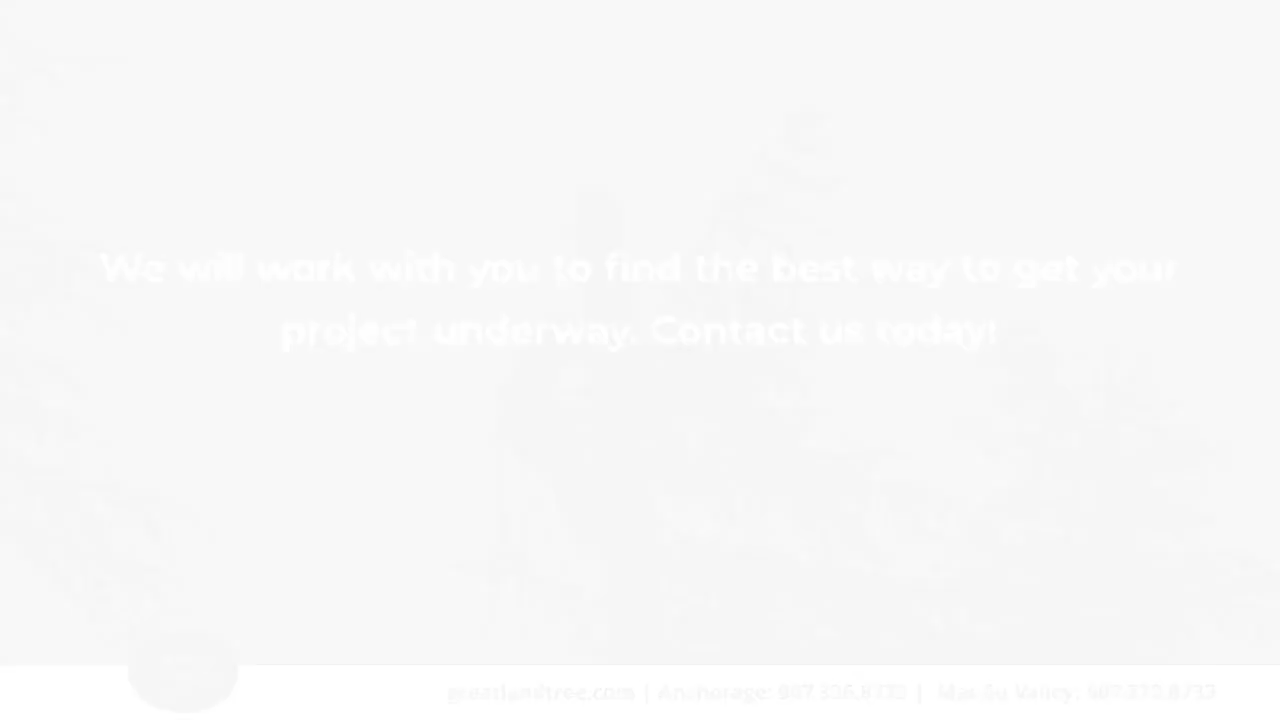 We will work with you to find the best way to get your
project underway. Contact us today!
greatlandtree.com | Anchorage: | Mat-Su Valley: